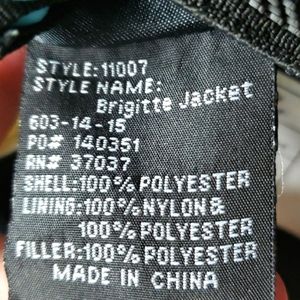 STYLE: 11007
STYLE NAME:
Brigitte Jacket
603-14-15
PO# 140351
RN# 37037
SHELL:100% POLYESTER
LINING:100% NYLON &
100% POLYESTER
FILLER:100% POLYESTER
MADE IN CHINA